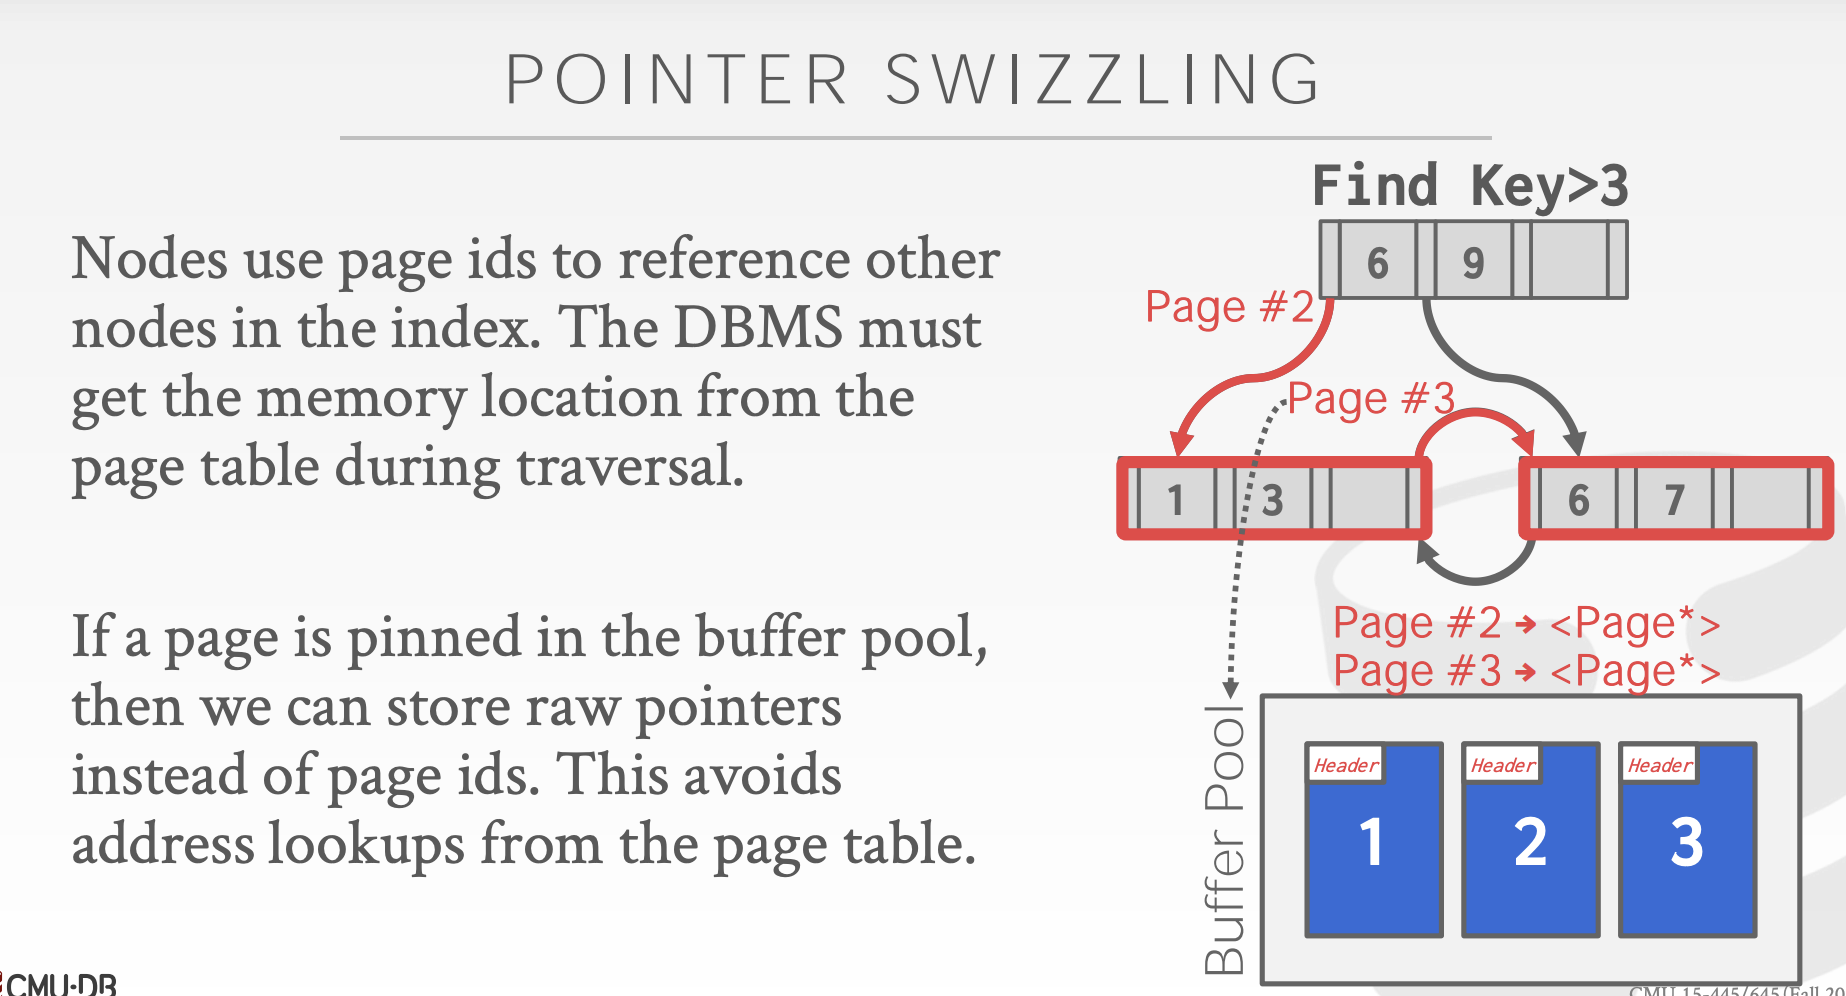 POINTER SWIZZLING
Nodes use page ids to reference other
nodes in the index. The DBMS must
get the memory location from the
page table during traversal.
If a page is pinned in the buffer pool,
then we can store raw pointers
instead of page ids. This avoids
address lookups from the page table.
Find Key>3
6 9
Page #2
Page #3
1 3
6 7
Page #2 → <Page*>
Page #3 → <Page*>
Buffer Pool
Header Header Header
1 2 3
CMU·DB
CMU 15-445/645 (Fall 20